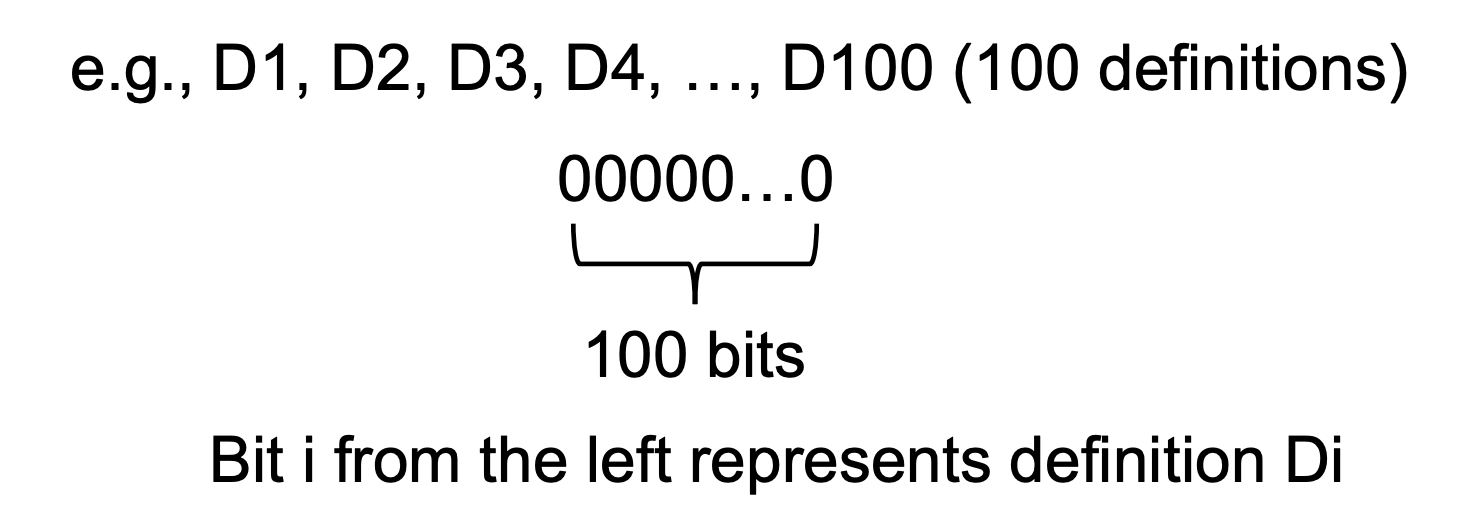 e.g., D1, D2, D3, D4, …, D100 (100 definitions)
00000…0
100 bits
Bit i from the left represents definition Di